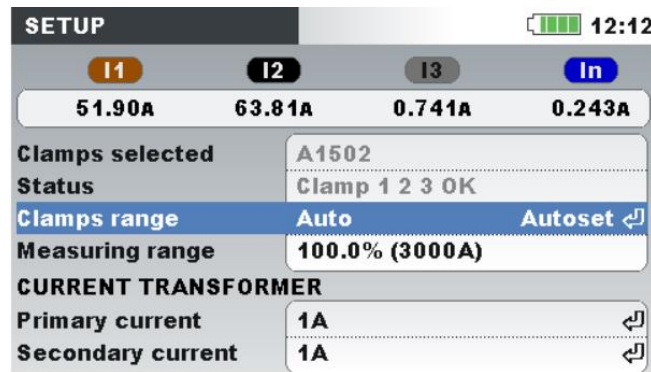 SETUP 12:12
I1 I2 I3 In
51.90A 63.81A 0.741A 0.243A
Clamps selected A1502
Status Clamp 1 2 3 OK
Clamps range Auto Autoset
Measuring range 100.0% (3000A)
CURRENT TRANSFORMER
Primary current 1A
Secondary current 1A